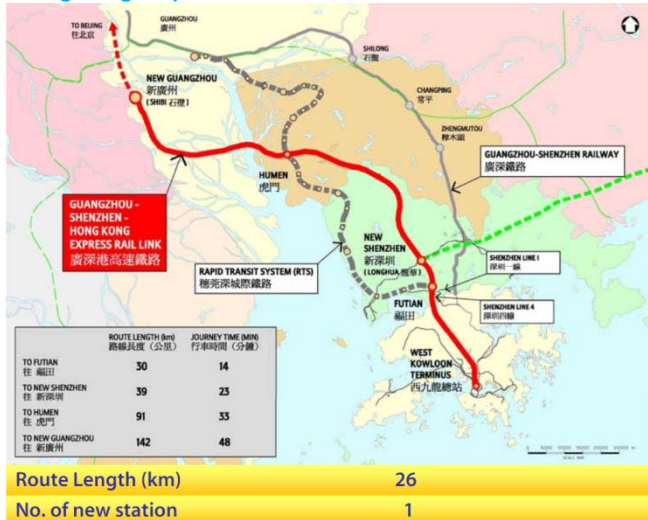 TO BEIJING
往北京
GUANGZHOU
廣州
SHILONG
石龍
NEW GUANGZHOU
新廣州
(SHIBI 石壁)
CHANGPING
常平
ZHENGMUTOU
樟木頭
GUANGZHOU-SHENZHEN RAILWAY
廣深鐵路
HUMEN
虎門
GUANGZHOU -
SHENZHEN -
HONG KONG
EXPRESS RAIL LINK
廣深港高速鐵路
NEW
SHENZHEN
新深圳
(LONGHUA 龍華)
RAPID TRANSIT SYSTEM (RTS)
穗莞深城際鐵路
SHENZHEN LINE 1
深圳一線
FUTIAN
福田
SHENZHEN LINE 4
深圳四線
WEST
KOWLOON
TERMINUS
西九龍總站
ROUTE LENGTH (km) JOURNEY TIME (MIN)
路線長度（公里） 行車時間（分鐘）
TO FUTIAN
往 福田 30 14
TO NEW SHENZHEN
往 新深圳 39 23
TO HUMEN
往 虎門 91 33
TO NEW GUANGZHOU
往 新廣州 142 48
Route Length (km) 26
No. of new station 1